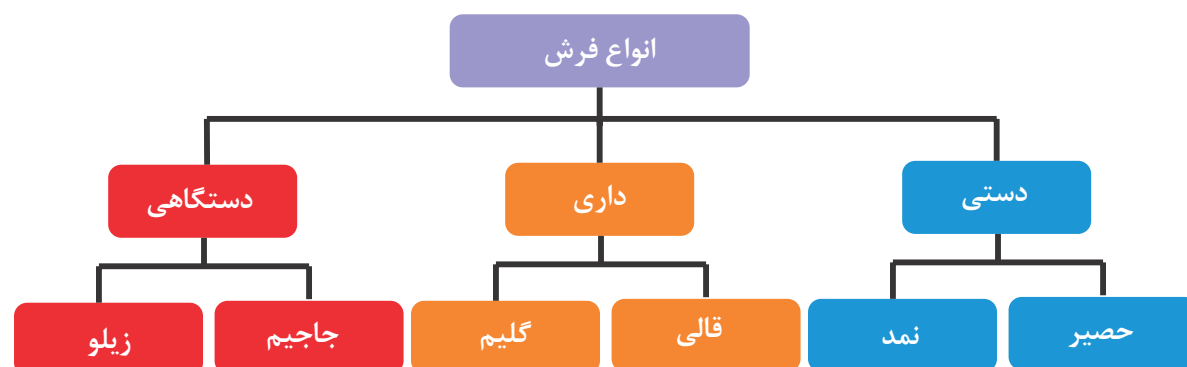 انواع فرش
دستی
داری
دستگاهی
حصیر
نمد
قالی
گلیم
جاجیم
زیلو